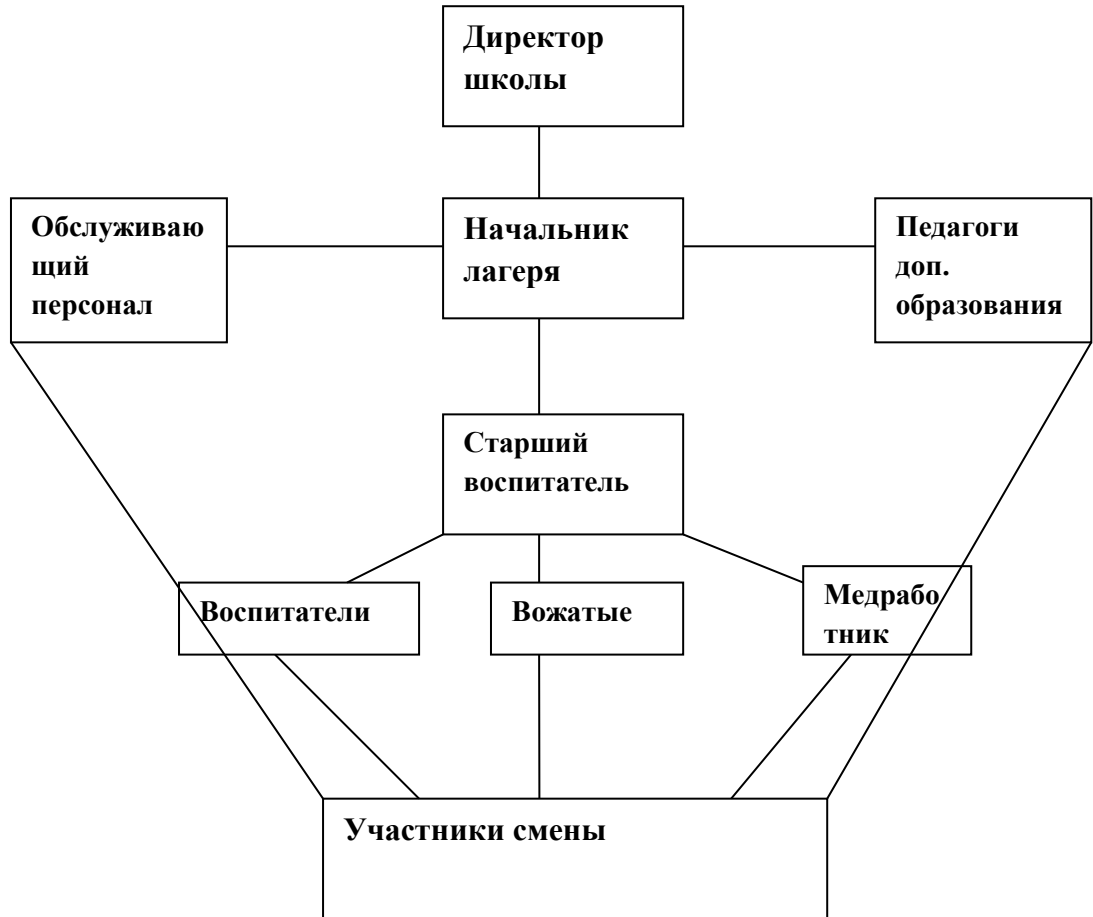 Директор
школы
Обслуживаю
щий
персонал
Начальник
лагеря
Педагоги
доп.
образования
Старший
воспитатель
Воспитатели
Вожатые
Медрабо
тник
Участники смены